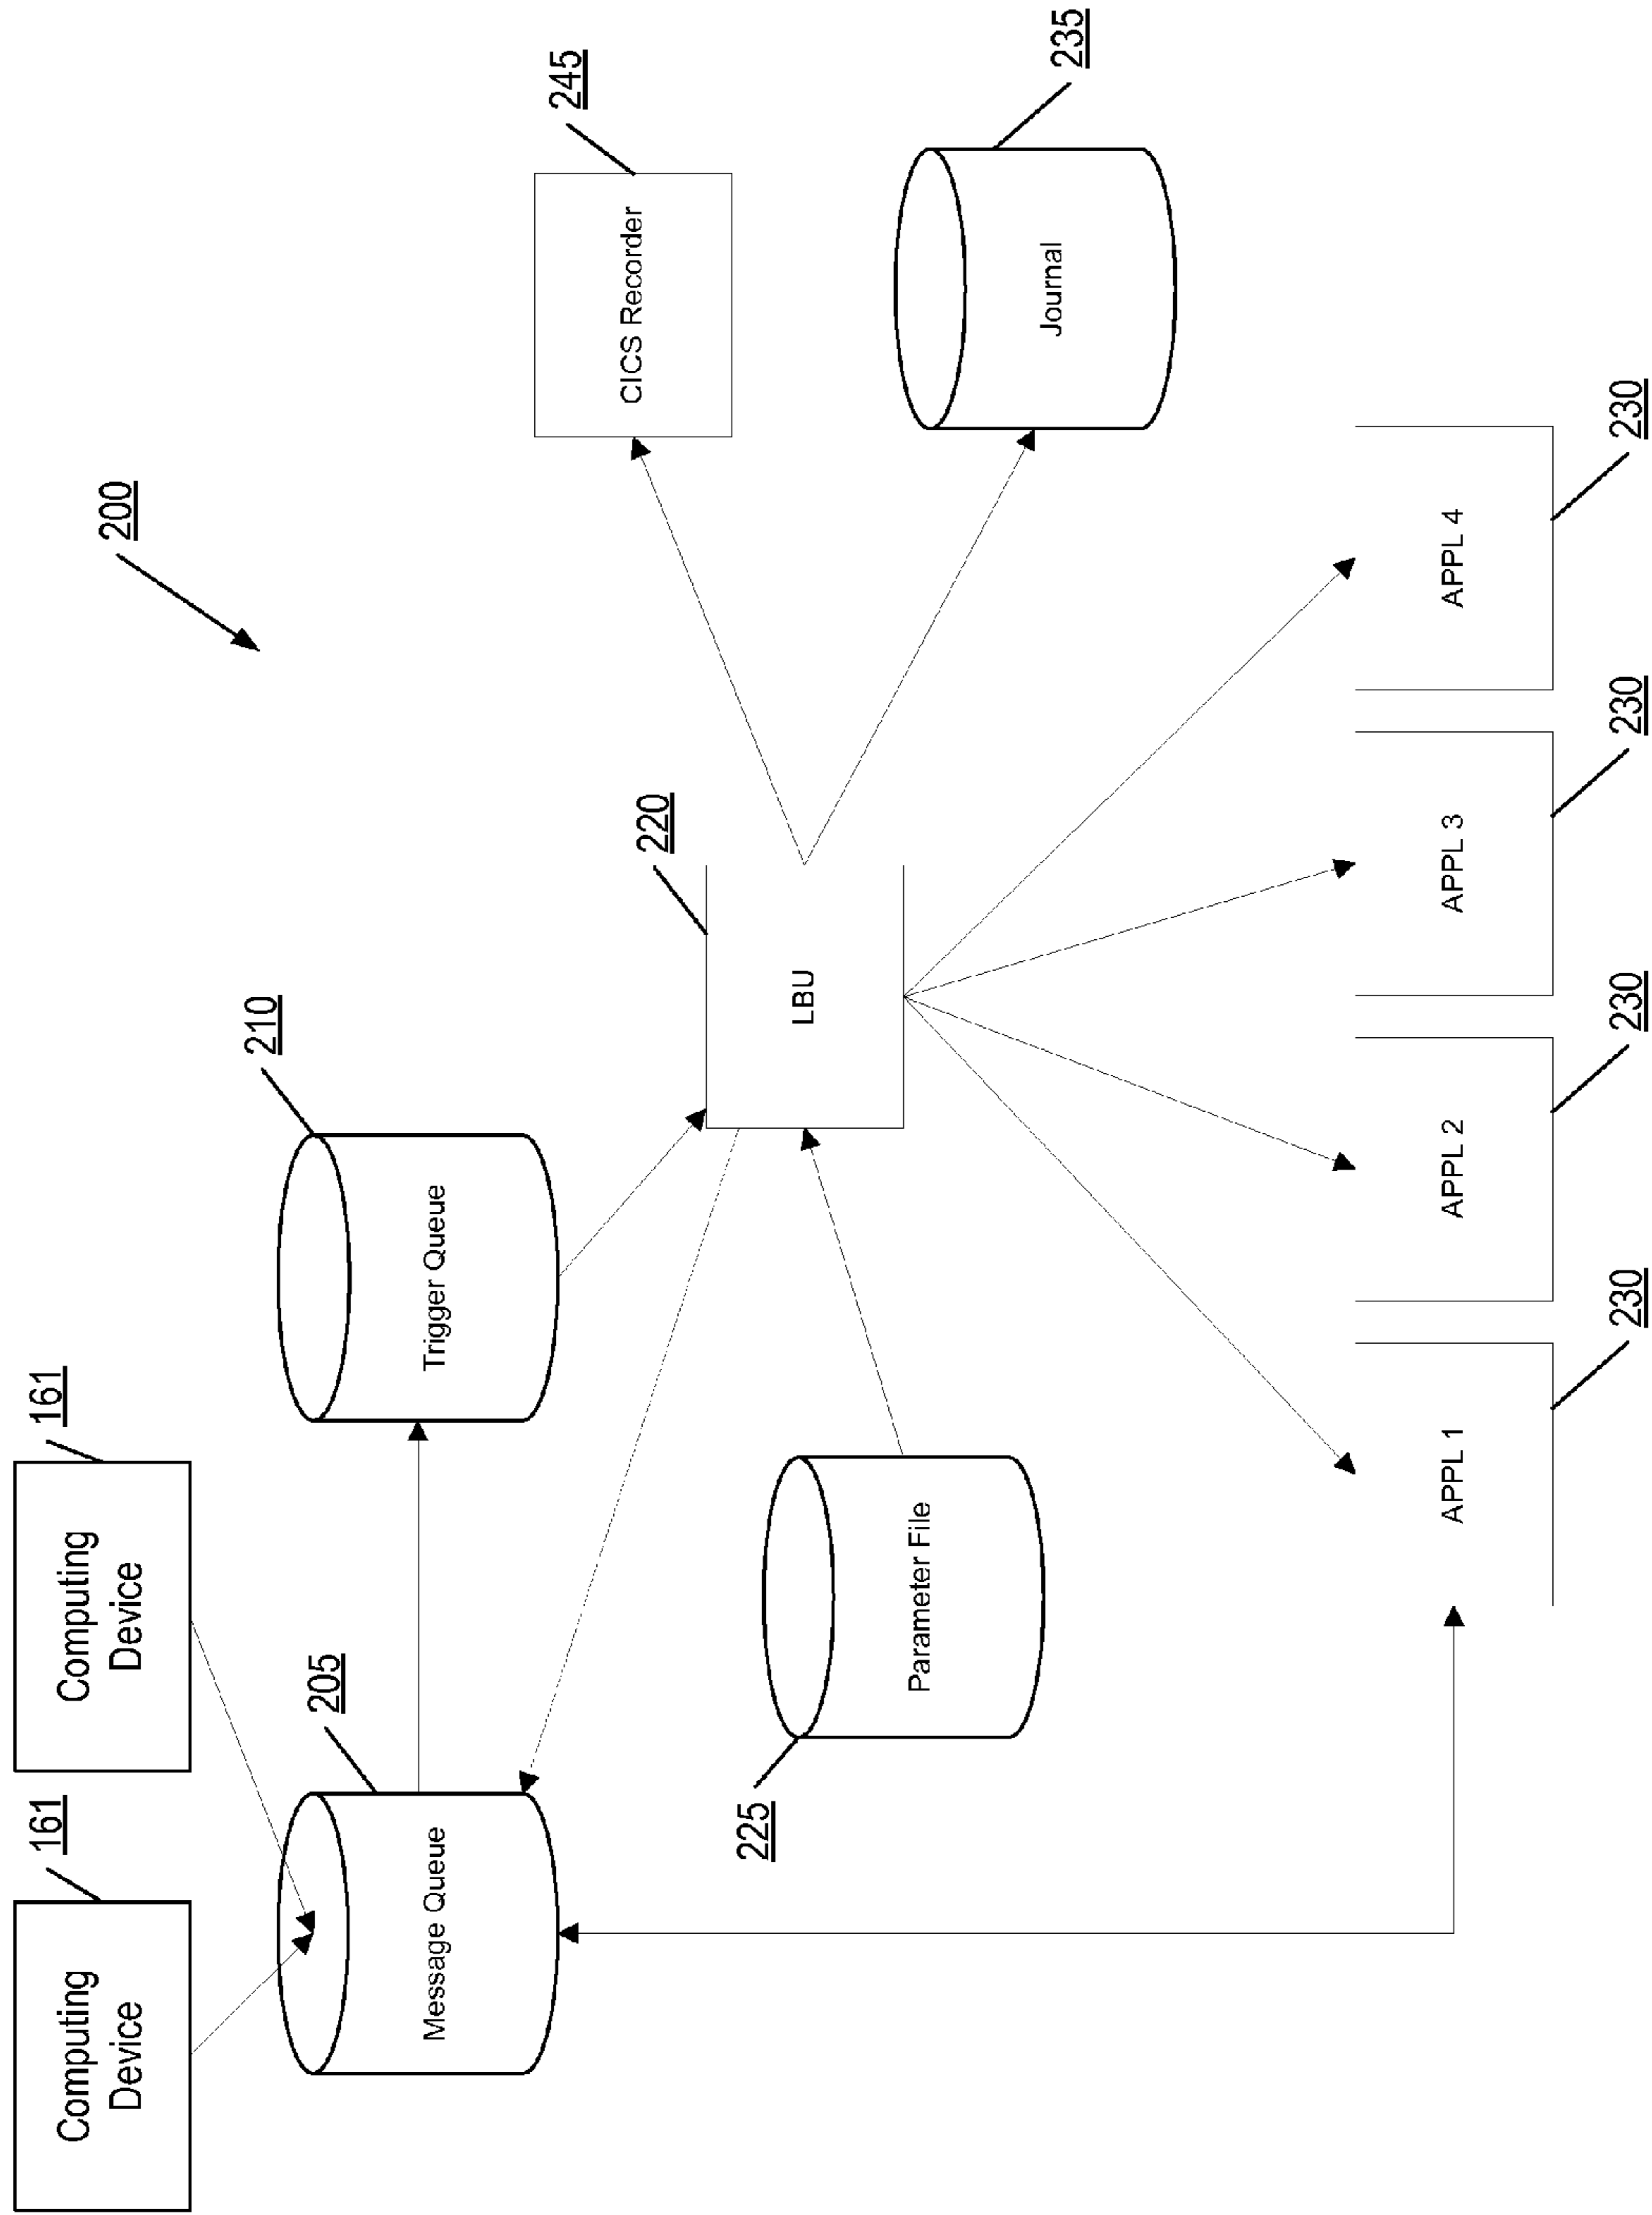 200
161
Computing
Device
161
Computing
Device
205
Message Queue
210
Trigger Queue
245
CICS Recorder
220
LBU
225
Parameter File
235
Journal
APPL 1
230
APPL 2
230
APPL 3
230
APPL 4
230